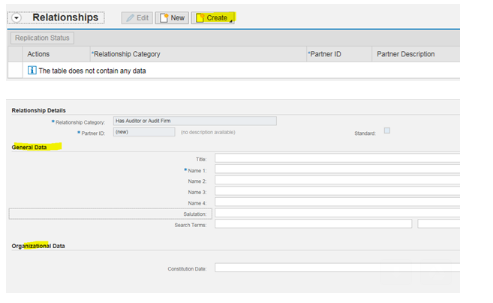 Relationships Edit New Create
Replication Status
Actions *Relationship Category *Partner ID Partner Description
The table does not contain any data
Relationship Details
* Relationship Category: Has Auditor or Audit Firm
* Partner ID: (new) (no description available) Standard:
General Data
Title:
* Name 1:
Name 2:
Name 3:
Name 4:
Salutation:
Search Terms:
Organizational Data
Constitution Date: